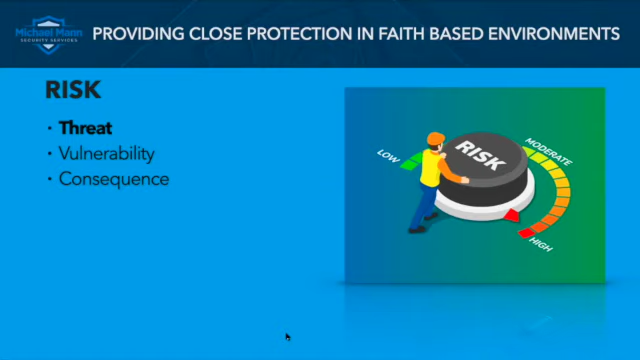 Michael Mann
SECURITY SERVICES
PROVIDING CLOSE PROTECTION IN FAITH BASED ENVIRONMENTS
RISK
· Threat
· Vulnerability
· Consequence
LOW
RISK
MODERATE
HIGH